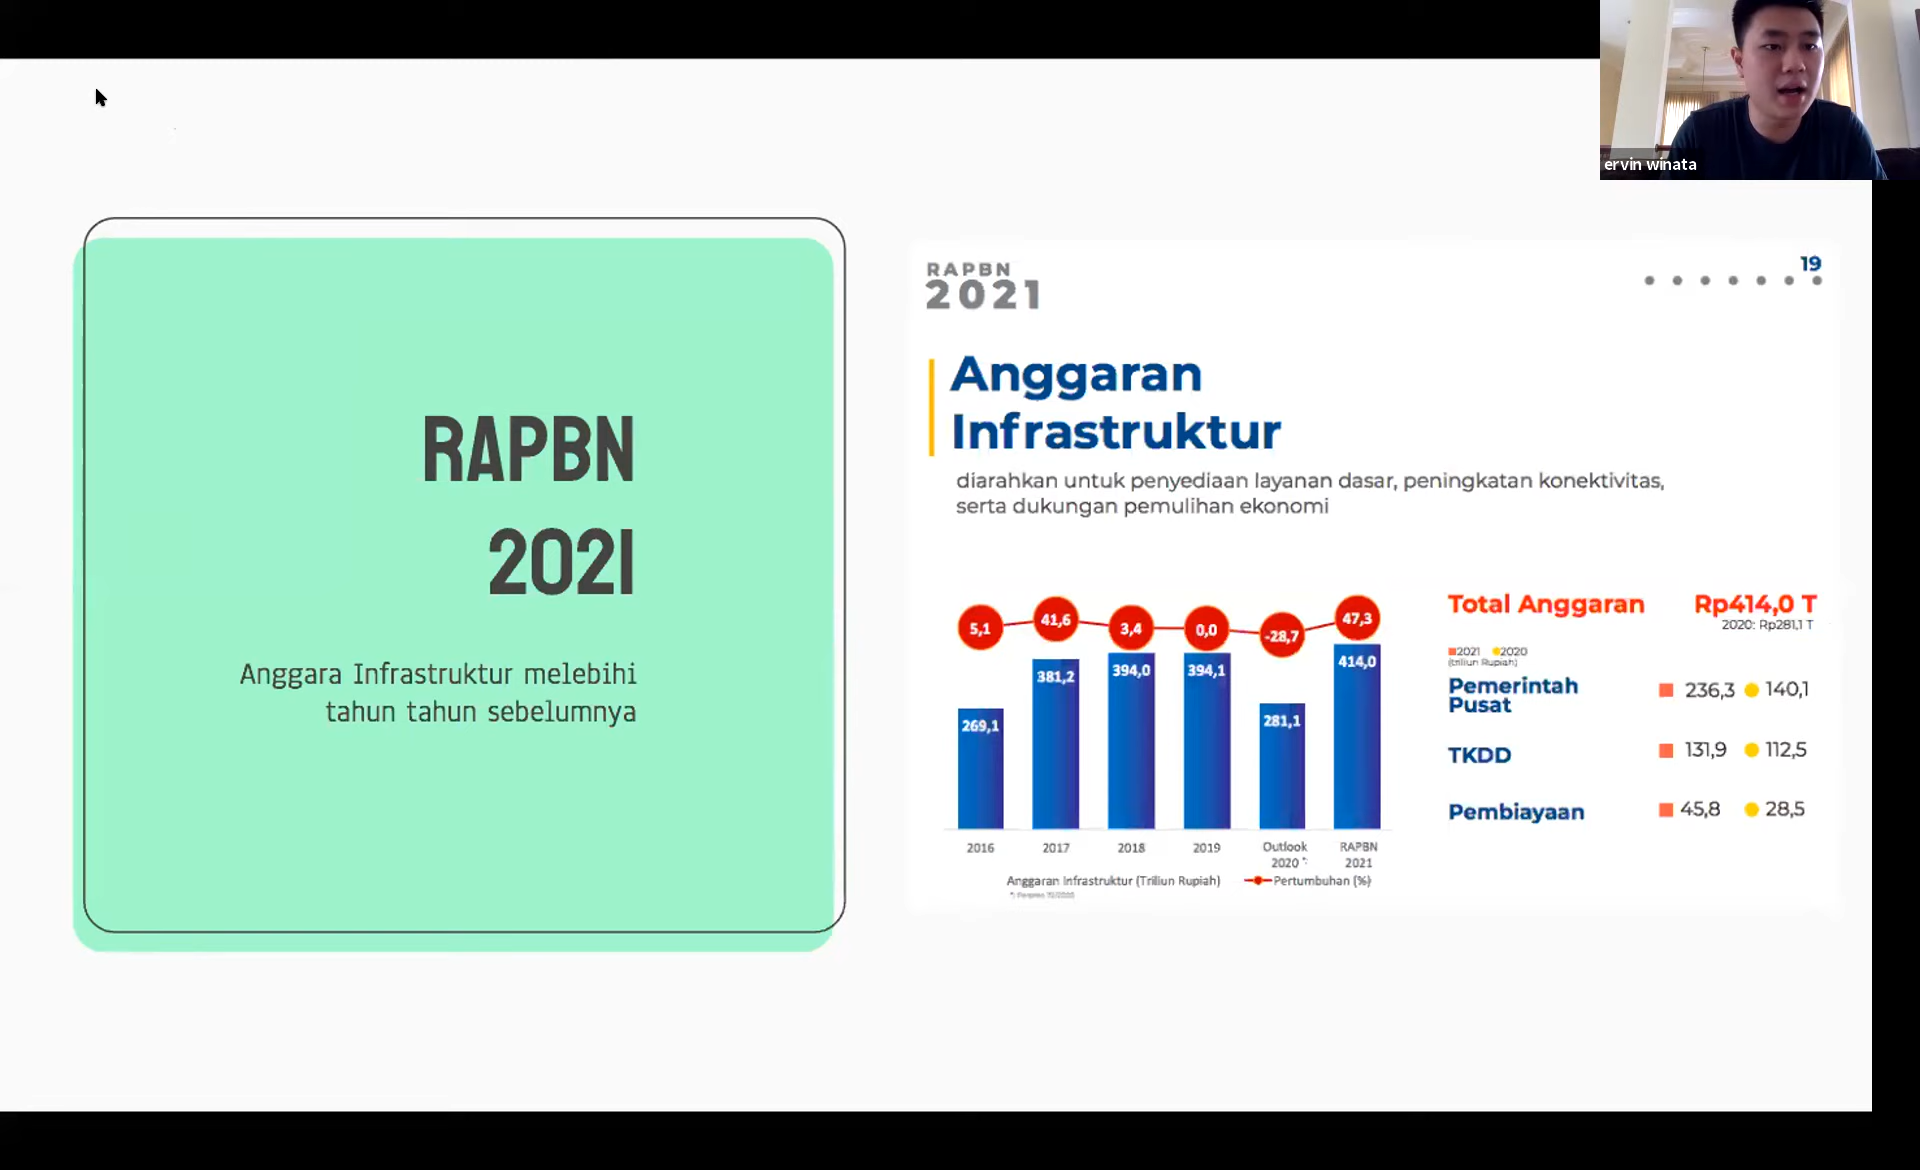 ervin winata
RAPBN
2021
Anggara Infrastruktur melebihi
tahun tahun sebelumnya
RAPBN
2021
19
Anggaran
Infrastruktur
diarahkan untuk penyediaan layanan dasar, peningkatan konektivitas,
serta dukungan pemulihan ekonomi
5,1 41,6 3,4 0,0 -28,7 47,3
269,1 381,2 394,0 394,1 281,1 414,0
2016 2017 2018 2019 Outlook 2020 *: RAPBN 2021
Anggaran Infrastruktur (Triliun Rupiah) Pertumbuhan (%)
Total Anggaran Rp414,0 T
2020: Rp281,1 T
2021 2020
(triliun Rupiah)
Pemerintah
Pusat 236,3 140,1
TKDD 131,9 112,5
Pembiayaan 45,8 28,5